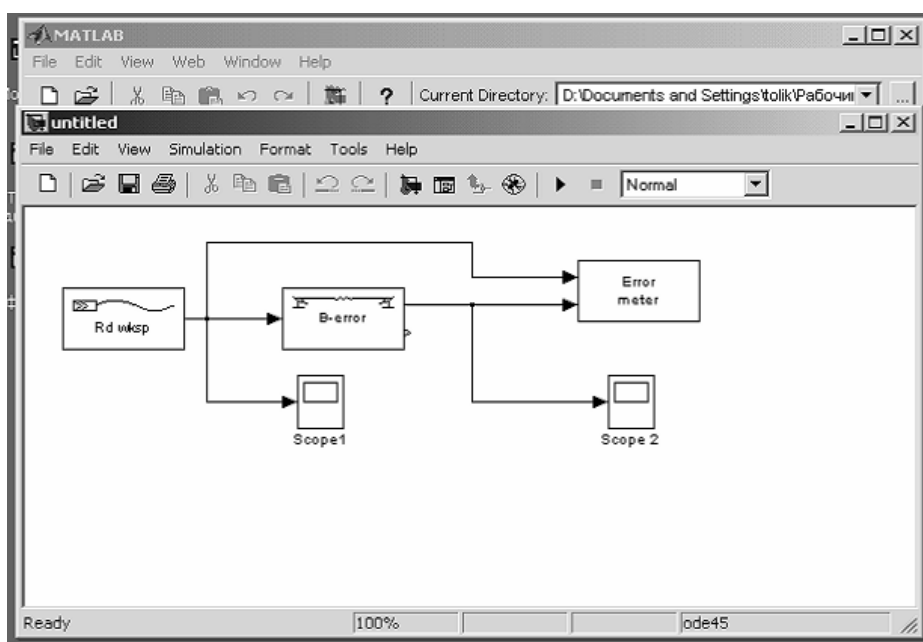 MATLAB
File Edit View Web Window Help
? Current Directory: D:\Documents and Settings\tolik\Рабочи ...
untitled
File Edit View Simulation Format Tools Help
Normal
Error
meter
B-error
Rd wksp
Scope1
Scope 2
Ready 100% ode45